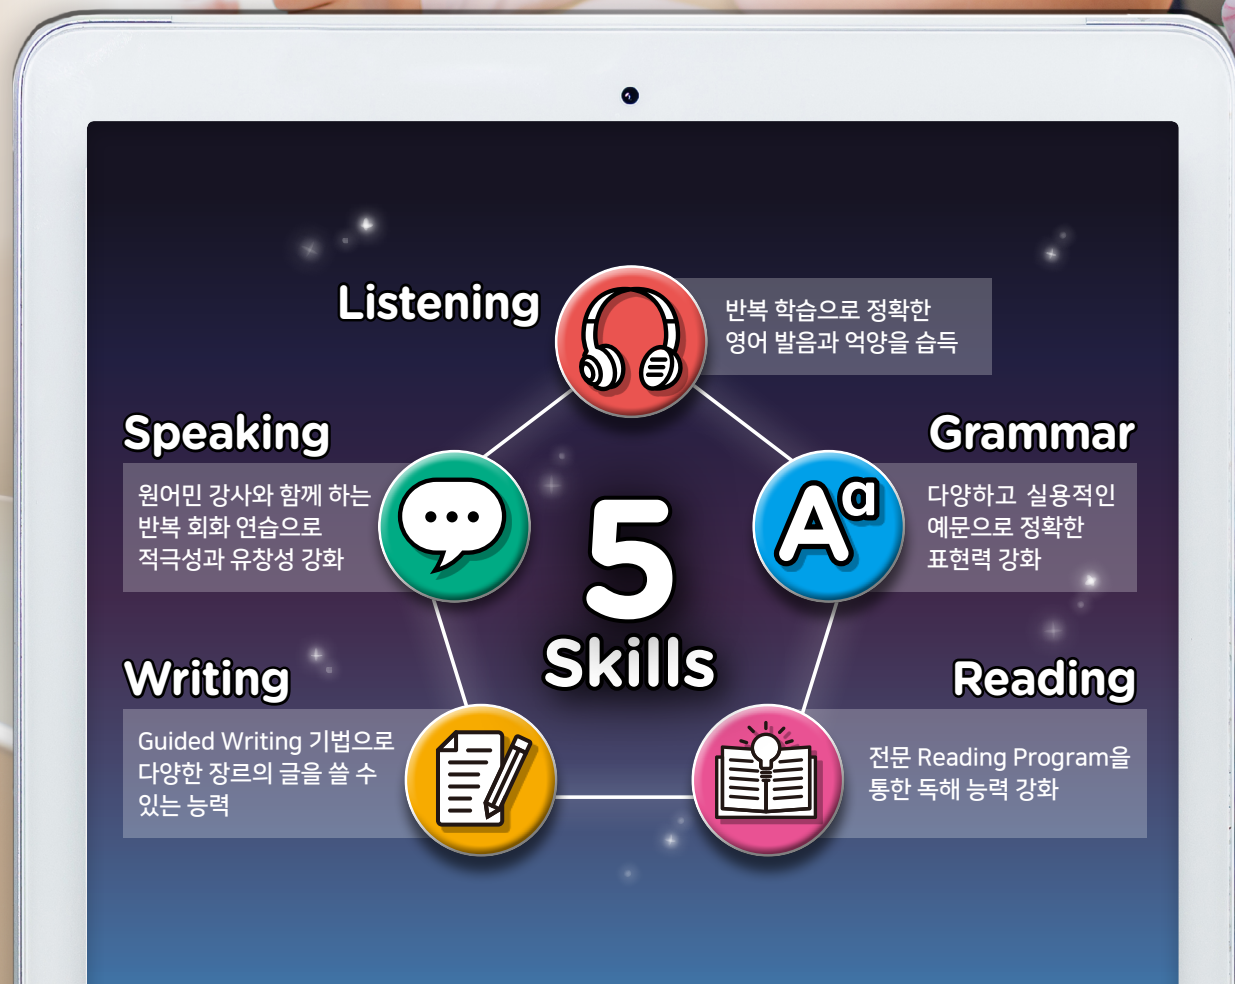 Listening
반복 학습으로 정확한
영어 발음과 억양을 습득
Speaking
원어민 강사와 함께 하는
반복 회화 연습으로
적극성과 유창성 강화
5
Skills
Grammar
A a
다양하고 실용적인
예문으로 정확한
표현력 강화
Writing
Guided Writing 기법으로
다양한 장르의 글을 쓸 수
있는 능력
Reading
전문 Reading Program을
통한 독해 능력 강화